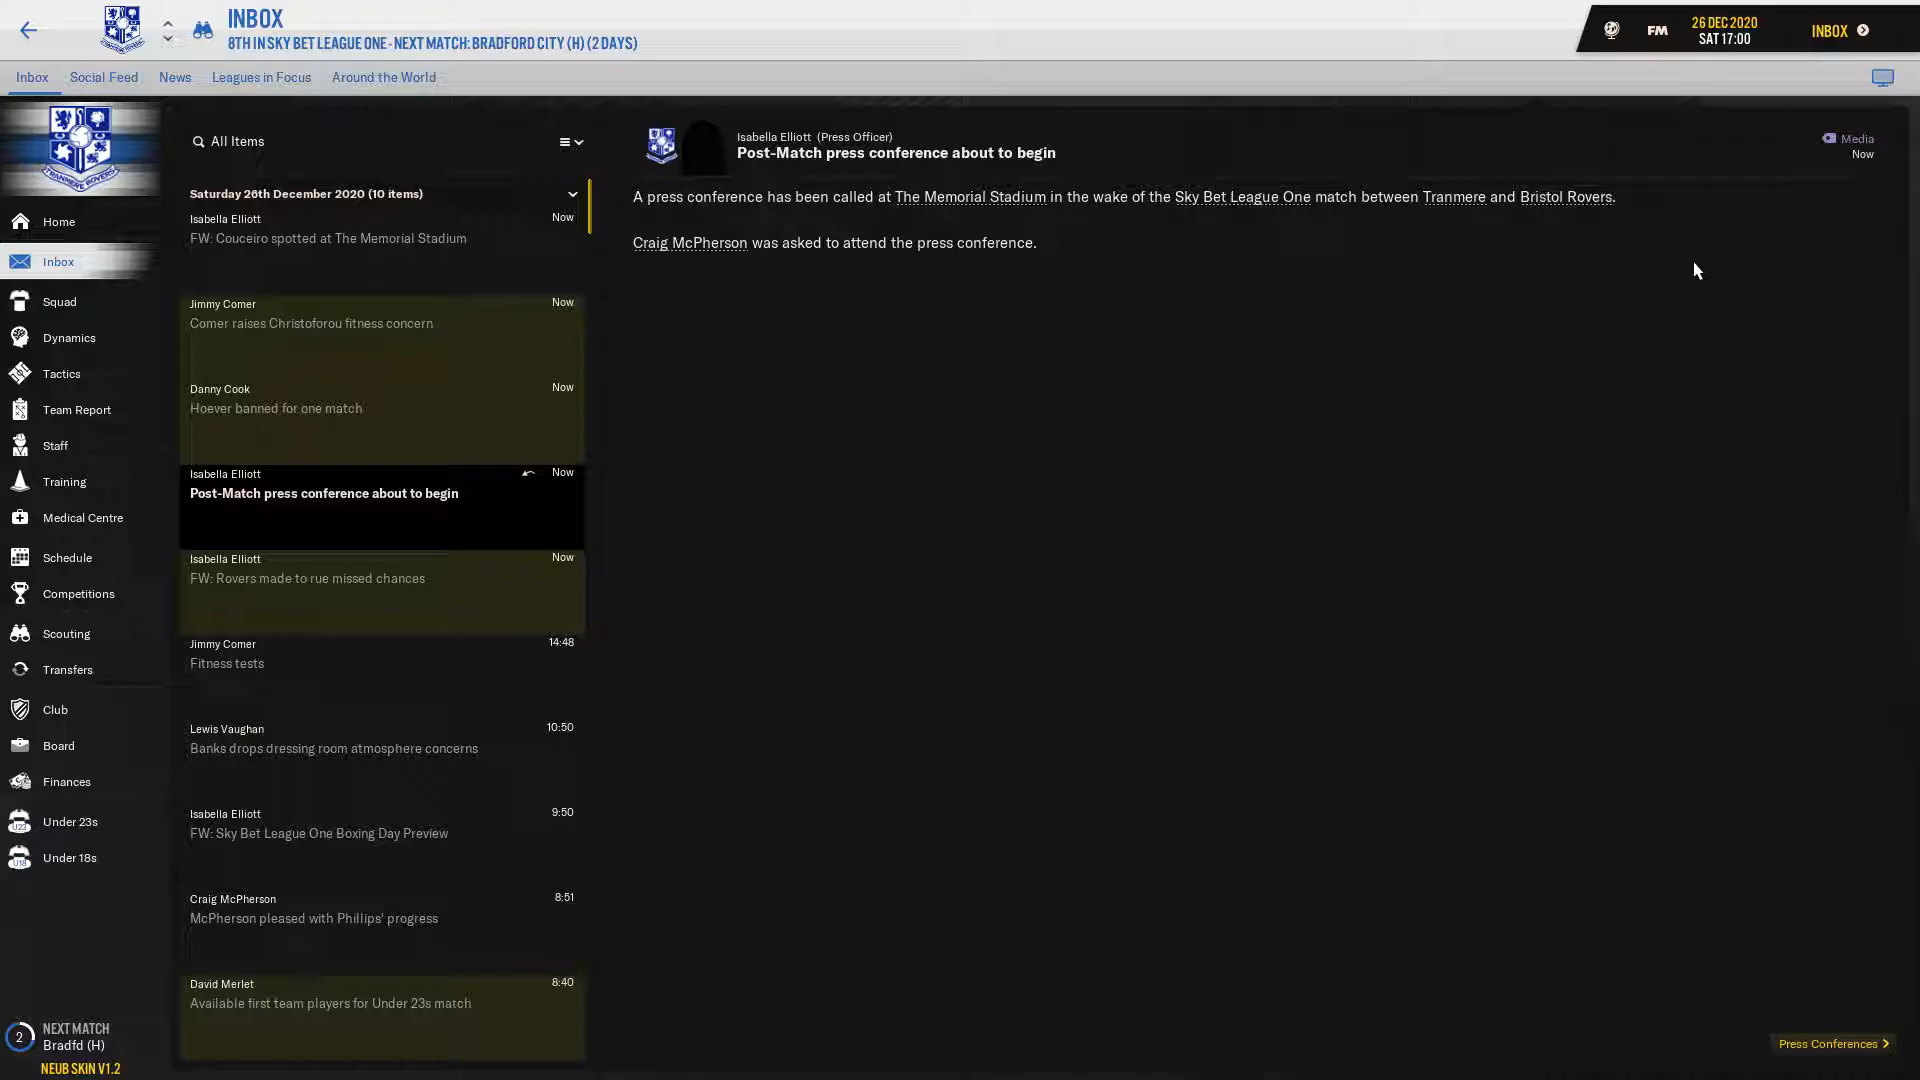 INBOX
8TH IN SKY BET LEAGUE ONE - NEXT MATCH: BRADFORD CITY (H) (2 DAYS)
FM
26 DEC 2020
SAT 17:00
INBOX
Inbox
Social Feed
News
Leagues in Focus
Around the World
TRANMERE ROVERS
Home
Inbox
Squad
Dynamics
Tactics
Team Report
Staff
Training
Medical Centre
Schedule
Competitions
Scouting
Transfers
Club
Board
Finances
U23
Under 23s
U18
Under 18s
2
NEXT MATCH
Bradfd (H)
NEUB SKIN V1.2
All Items
Saturday 26th December 2020 (10 items)
Isabella Elliott
Now
FW: Couceiro spotted at The Memorial Stadium
Jimmy Comer
Now
Comer raises Christoforou fitness concern
Danny Cook
Now
Hoever banned for one match
Isabella Elliott
Now
Post-Match press conference about to begin
Isabella Elliott
Now
FW: Rovers made to rue missed chances
Jimmy Comer
14:48
Fitness tests
Lewis Vaughan
10:50
Banks drops dressing room atmosphere concerns
Isabella Elliott
9:50
FW: Sky Bet League One Boxing Day Preview
Craig McPherson
8:51
McPherson pleased with Phillips' progress
David Merlet
8:40
Available first team players for Under 23s match
Isabella Elliott (Press Officer)
Post-Match press conference about to begin
Media
Now
A press conference has been called at The Memorial Stadium in the wake of the Sky Bet League One match between Tranmere and Bristol Rovers.
Craig McPherson was asked to attend the press conference.
Press Conferences